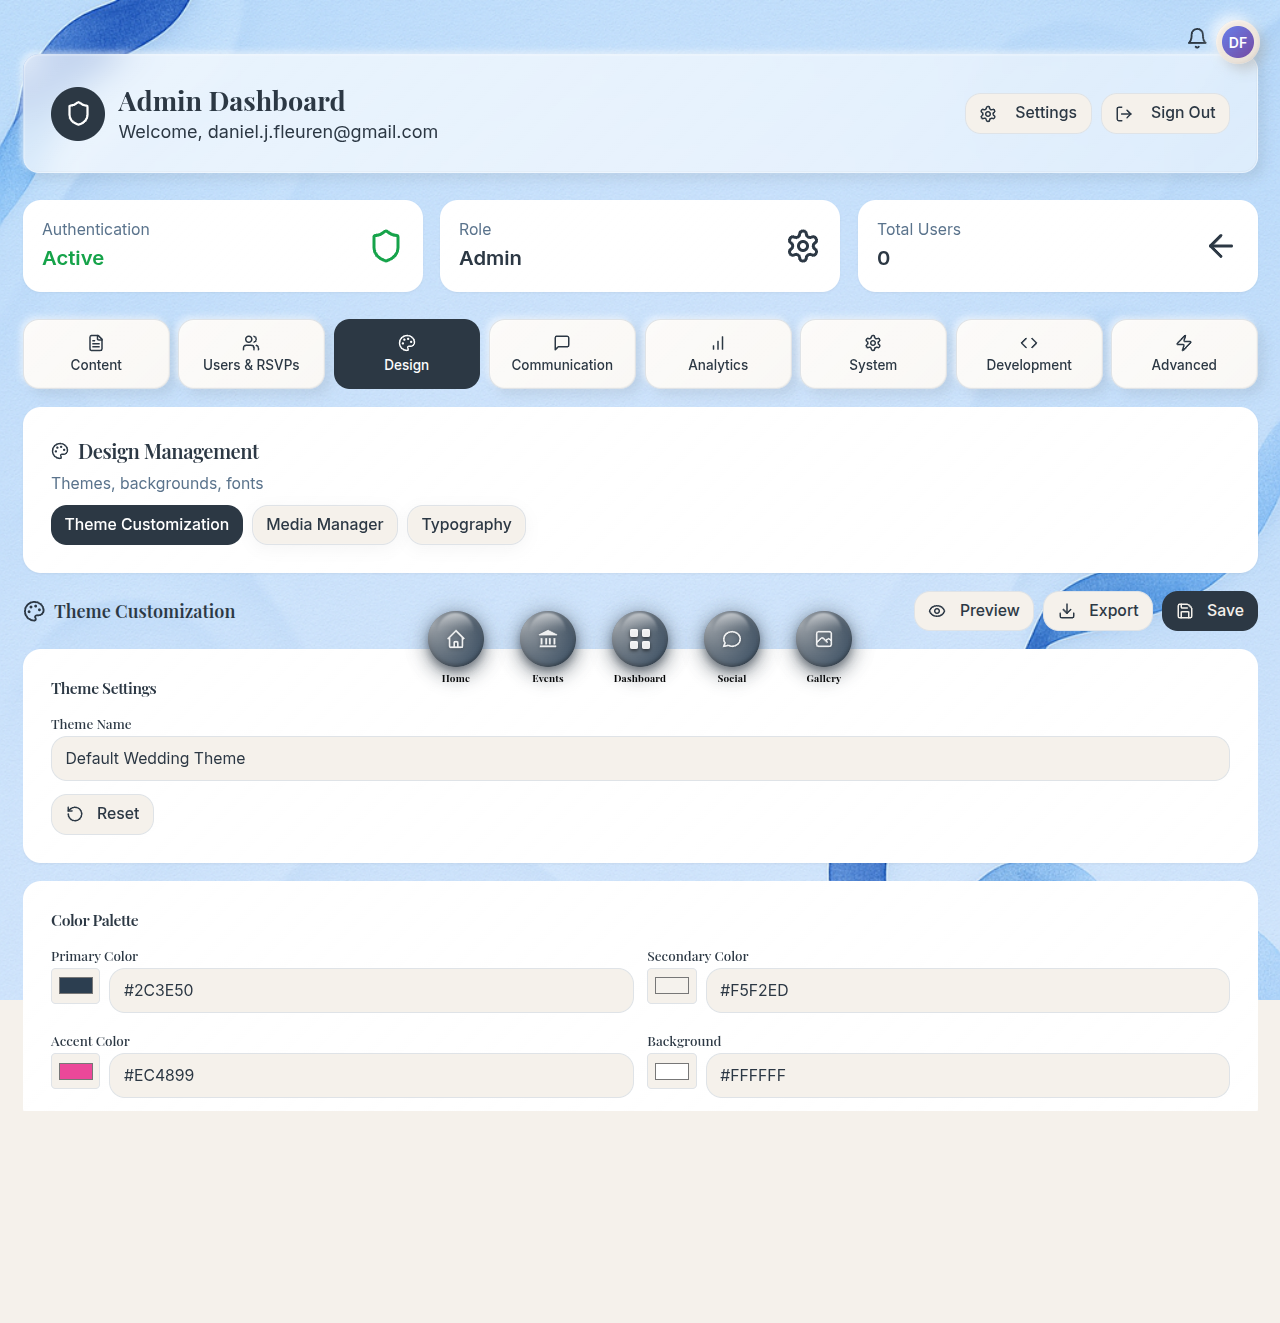 DF
Admin Dashboard
Welcome, daniel.j.fleuren@gmail.com
Settings
Sign Out
Authentication
Active
Role
Admin
Total Users
0
Content
Users & RSVPs
Design
Communication
Analytics
System
Development
Advanced
Design Management
Themes, backgrounds, fonts
Theme Customization
Media Manager
Typography
Theme Customization
Preview
Export
Save
Home
Events
Dashboard
Social
Gallery
Theme Settings
Theme Name
Default Wedding Theme
Reset
Color Palette
Primary Color
#2C3E50
Secondary Color
#F5F2ED
Accent Color
#EC4899
Background
#FFFFFF